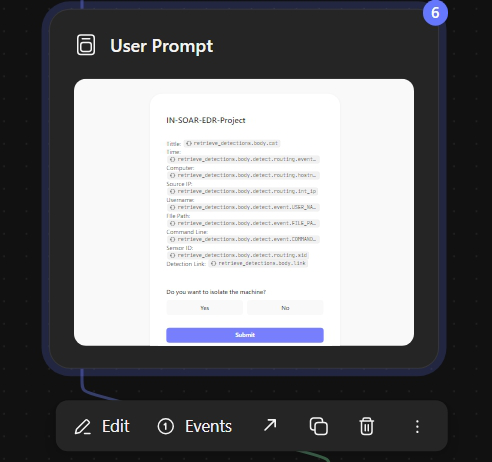 6
User Prompt
IN-SOAR-EDR-Project
Title: {} retrieve_detections.body.cat
Time:
{} retrieve_detections.body.detect.routing.event...
Computer:
{} retrieve_detections.body.detect.routing.hostn...
Source IP:
{} retrieve_detections.body.detect.routing.int_ip
Username:
{} retrieve_detections.body.detect.event.USER_NA...
File Path:
{} retrieve_detections.body.detect.event.FILE_PA...
Command Line:
{} retrieve_detections.body.detect.event.COMMAND...
Sensor ID:
{} retrieve_detections.body.detect.routing.sid
Detection Link: {} retrieve_detections.body.link
Do you want to isolate the machine?
Yes No
Submit
Edit 1 Events